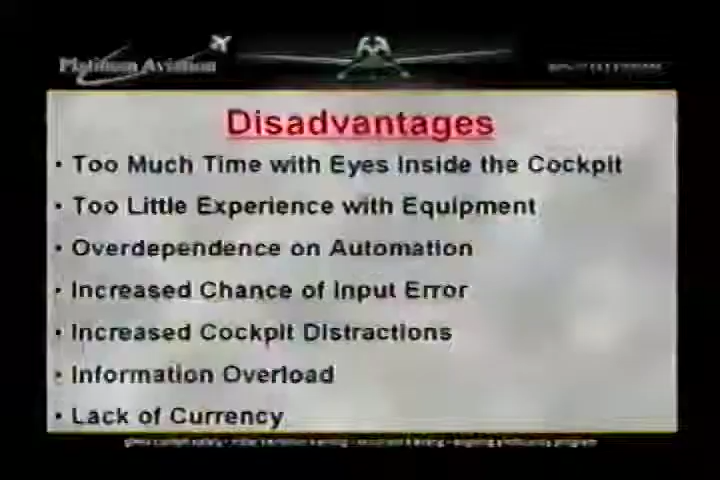 Platinum Aviation
Disadvantages
• Too Much Time with Eyes Inside the Cockpit
• Too Little Experience with Equipment
• Overdependence on Automation
• Increased Chance of Input Error
• Increased Cockpit Distractions
• Information Overload
• Lack of Currency